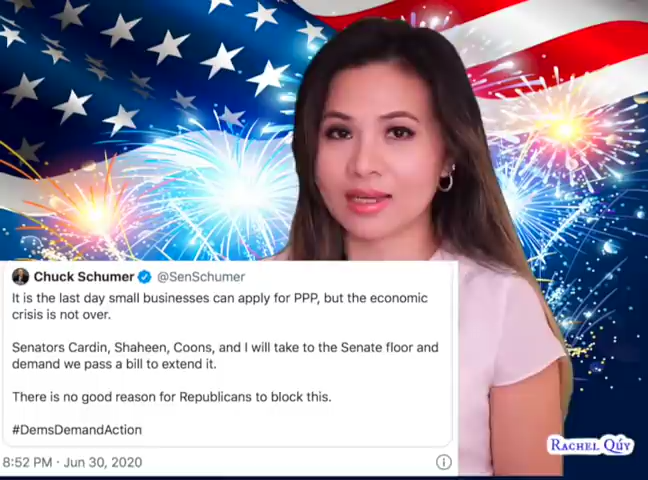 Chuck Schumer @SenSchumer
It is the last day small businesses can apply for PPP, but the economic
crisis is not over.
Senators Cardin, Shaheen, Coons, and I will take to the Senate floor and
demand we pass a bill to extend it.
There is no good reason for Republicans to block this.
#DemsDemandAction
8:52 PM · Jun 30, 2020
RACHEL QÚY